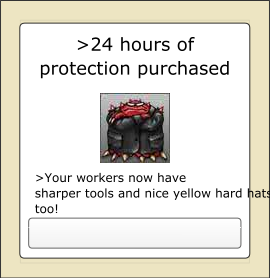 >24 hours of
protection purchased
>Your workers now have
sharper tools and nice yellow hard hats
too!